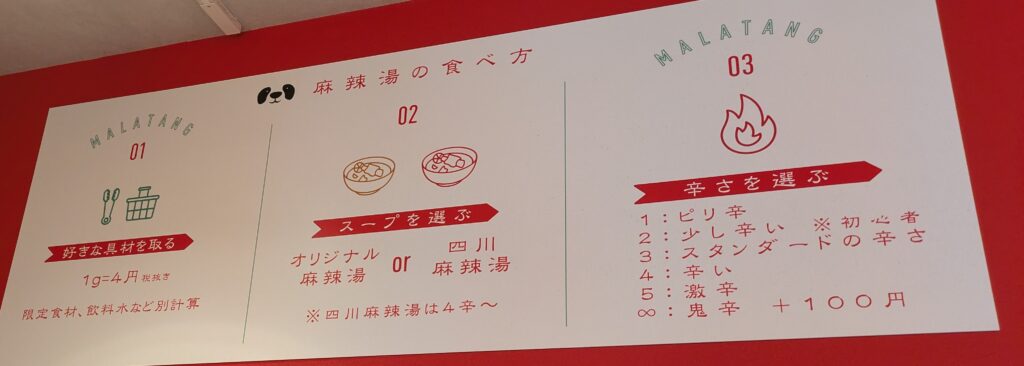 麻辣湯の食べ方
MALATANG
01
好きな具材を取る
1g=4円 税抜き
限定食材、飲料水など別計算
02
スープを選ぶ
オリジナル
麻辣湯
or
四川
麻辣湯
※四川麻辣湯は4辛～
MALATANG
03
辛さを選ぶ
1：ピリ辛
2：少し辛い ※初心者
3：スタンダードの辛さ
4：辛い
5：激辛
∞：鬼辛 ＋100円